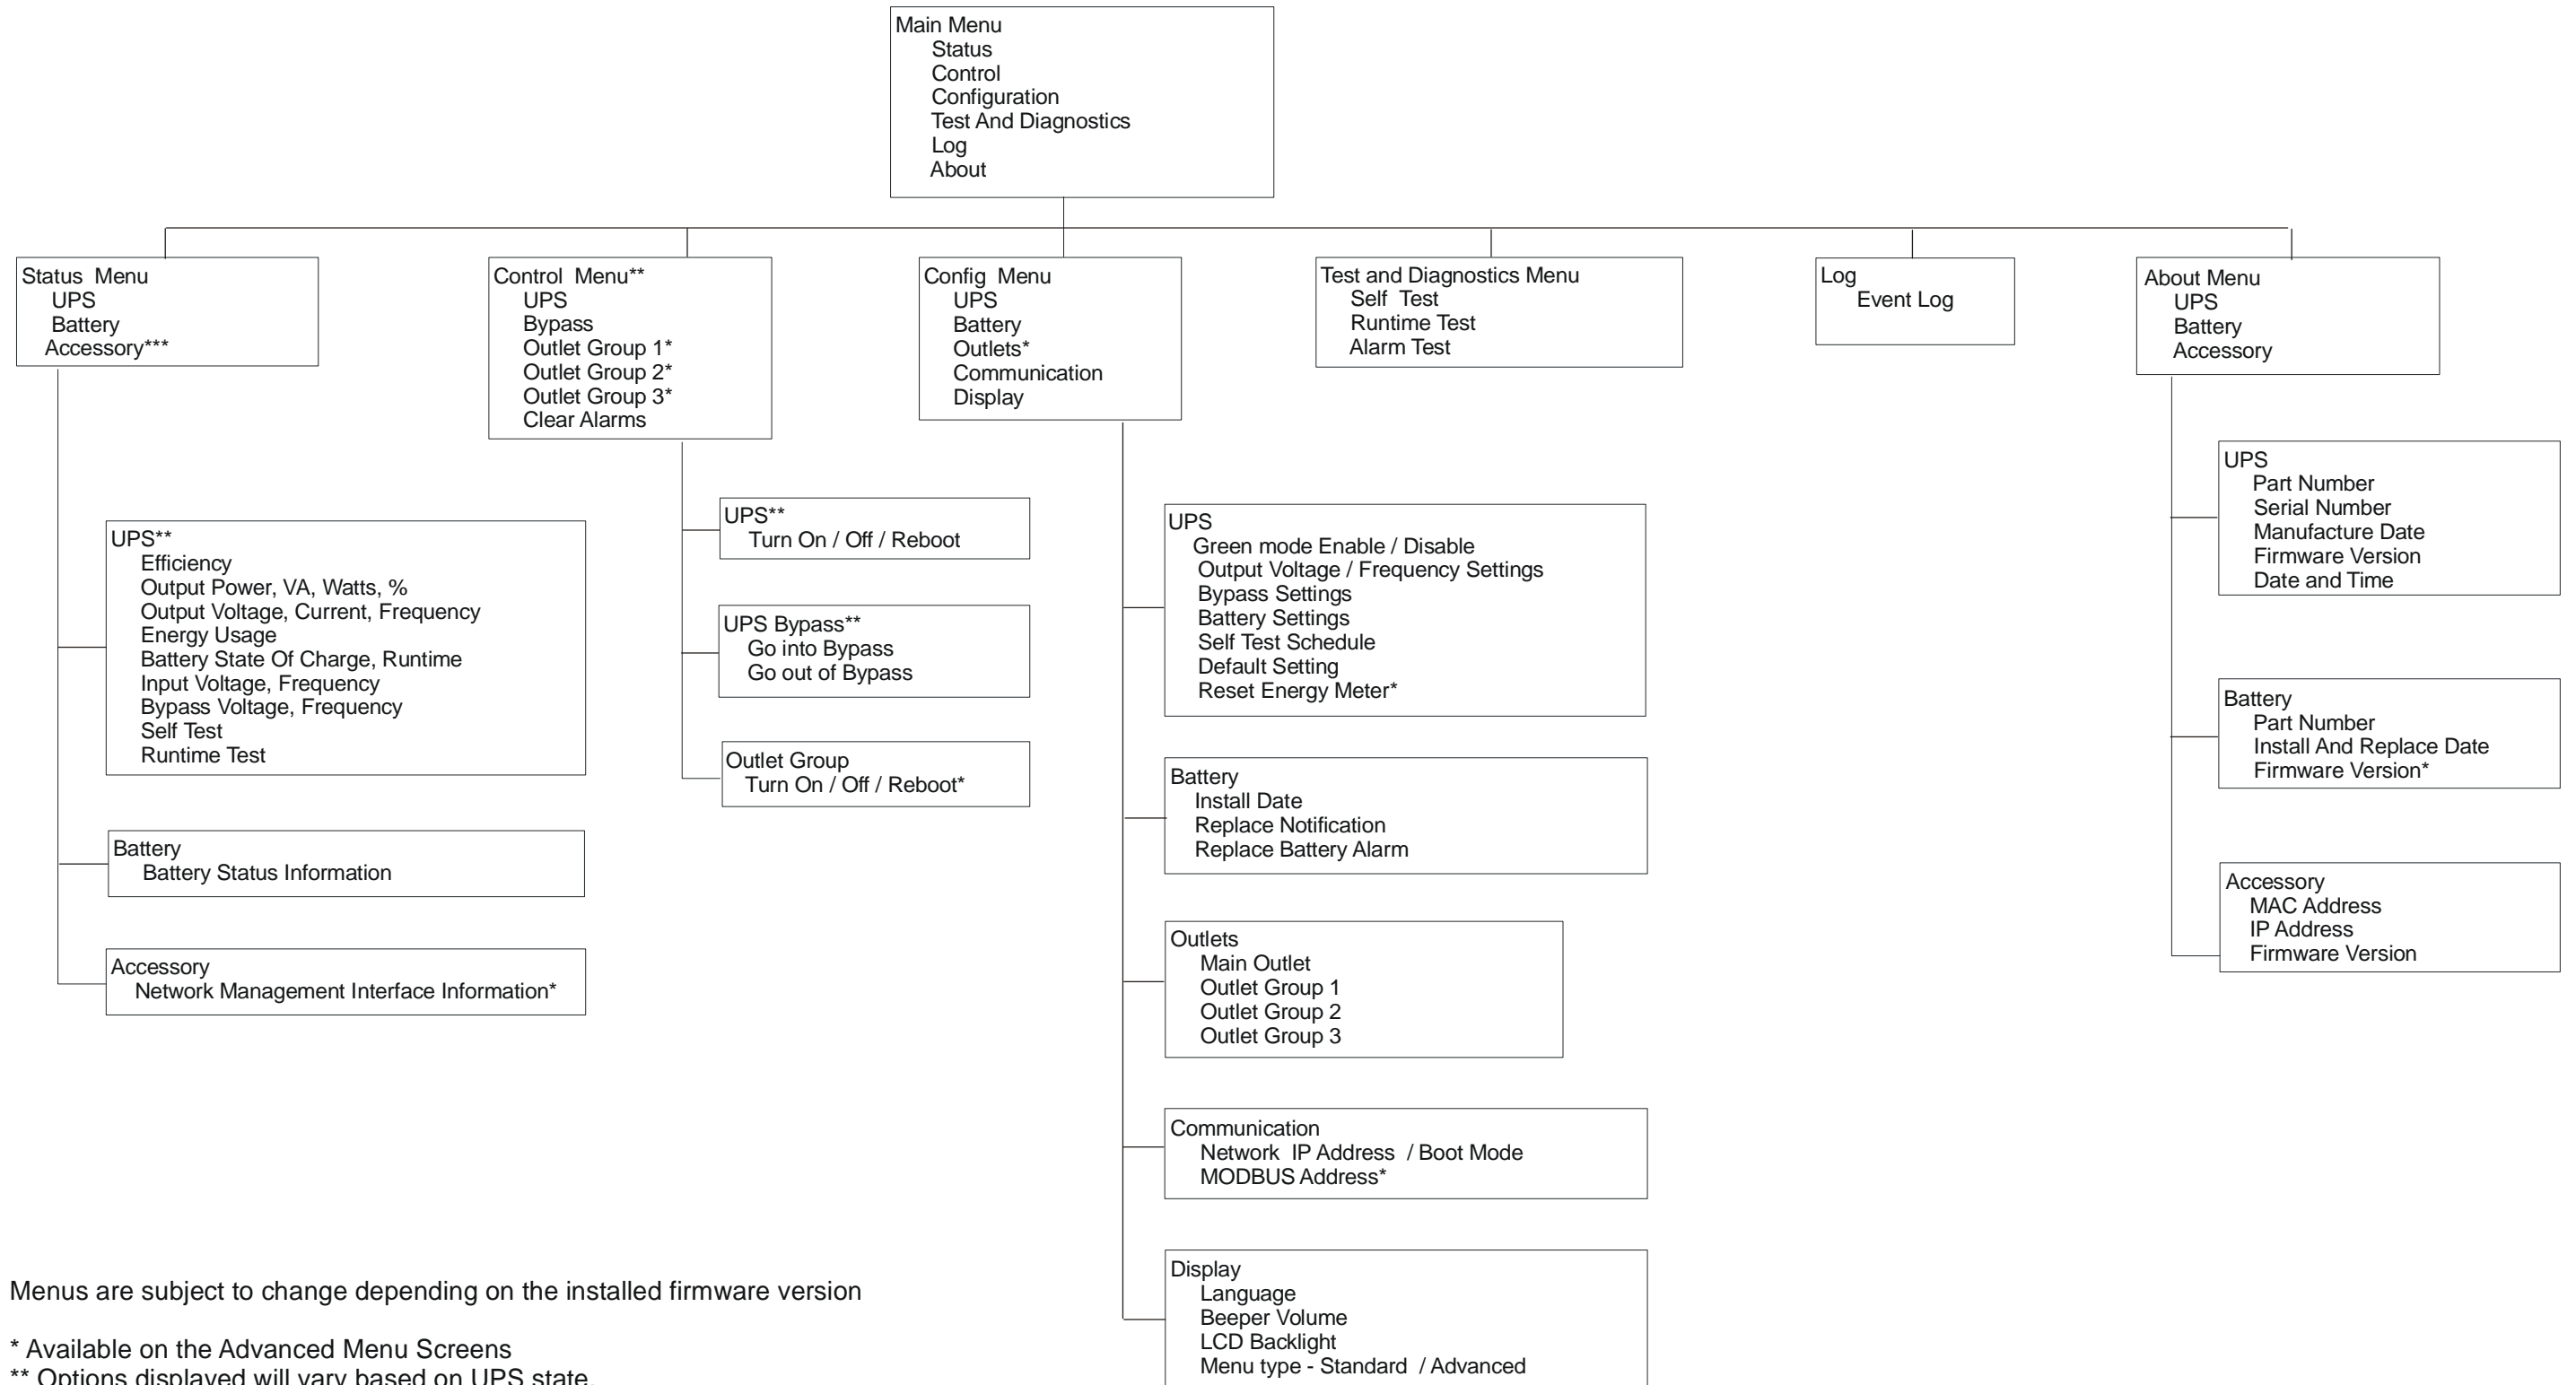 Main Menu
Status
Control
Configuration
Test And Diagnostics
Log
About
Status Menu
UPS
Battery
Accessory***
Control Menu**
UPS
Bypass
Outlet Group 1*
Outlet Group 2*
Outlet Group 3*
Clear Alarms
Config Menu
UPS
Battery
Outlets*
Communication
Display
Test and Diagnostics Menu
Self Test
Runtime Test
Alarm Test
Log
Event Log
About Menu
UPS
Battery
Accessory
UPS**
Efficiency
Output Power, VA, Watts, %
Output Voltage, Current, Frequency
Energy Usage
Battery State Of Charge, Runtime
Input Voltage, Frequency
Bypass Voltage, Frequency
Self Test
Runtime Test
Battery
Battery Status Information
Accessory
Network Management Interface Information*
UPS**
Turn On / Off / Reboot
UPS Bypass**
Go into Bypass
Go out of Bypass
Outlet Group
Turn On / Off / Reboot*
UPS
Green mode Enable / Disable
Output Voltage / Frequency Settings
Bypass Settings
Battery Settings
Self Test Schedule
Default Setting
Reset Energy Meter*
Battery
Install Date
Replace Notification
Replace Battery Alarm
Outlets
Main Outlet
Outlet Group 1
Outlet Group 2
Outlet Group 3
Communication
Network IP Address / Boot Mode
MODBUS Address*
Display
Language
Beeper Volume
LCD Backlight
Menu type - Standard / Advanced
UPS
Part Number
Serial Number
Manufacture Date
Firmware Version
Date and Time
Battery
Part Number
Install And Replace Date
Firmware Version*
Accessory
MAC Address
IP Address
Firmware Version
Menus are subject to change depending on the installed firmware version
* Available on the Advanced Menu Screens
** Options displayed will vary based on UPS state.